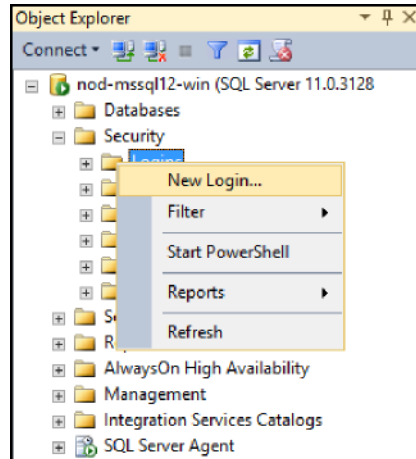 Object Explorer
Connect
nod-mssql12-win (SQL Server 11.0.3128
Databases
Security
Logins
New Login...
Filter
Start PowerShell
Reports
Refresh
AlwaysOn High Availability
Management
Integration Services Catalogs
SQL Server Agent